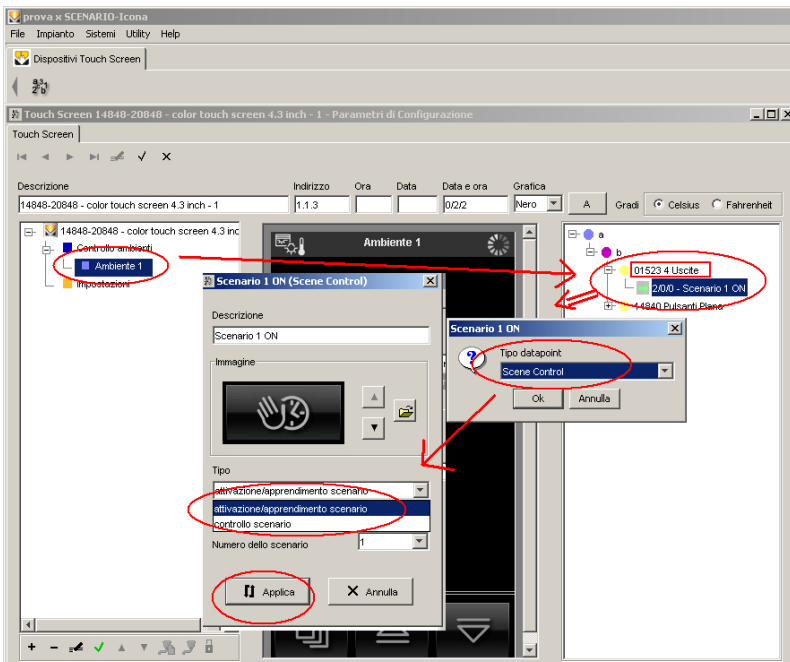 prova x SCENARIO-Icona
File Impianto Sistemi Utility Help
Dispositivi Touch Screen
Touch Screen 14848-20848 - color touch screen 4.3 inch - 1 - Parametri di Configurazione
Touch Screen
Descrizione Indirizzo Ora Data Data e ora Grafica
14848-20848 - color touch screen 4.3 inch - 1 1.1.3 0/2/2 Nero A Gradi Celsius Fahrenheit
14848-20848 - color touch screen 4.3 inc
Controllo ambienti
Ambiente 1
Impostazioni
Ambiente 1
a
b
01523 4 Uscite
2/0/0 - Scenario 1 ON
14840 Pulsanti Plana
Scenario 1 ON (Scene Control)
Descrizione
Scenario 1 ON
Immagine
Tipo
attivazione/apprendimento scenario
attivazione/apprendimento scenario
controllo scenario
Numero dello scenario 1
Applica Annulla
Scenario 1 ON
Tipo datapoint
Scene Control
Ok Annulla